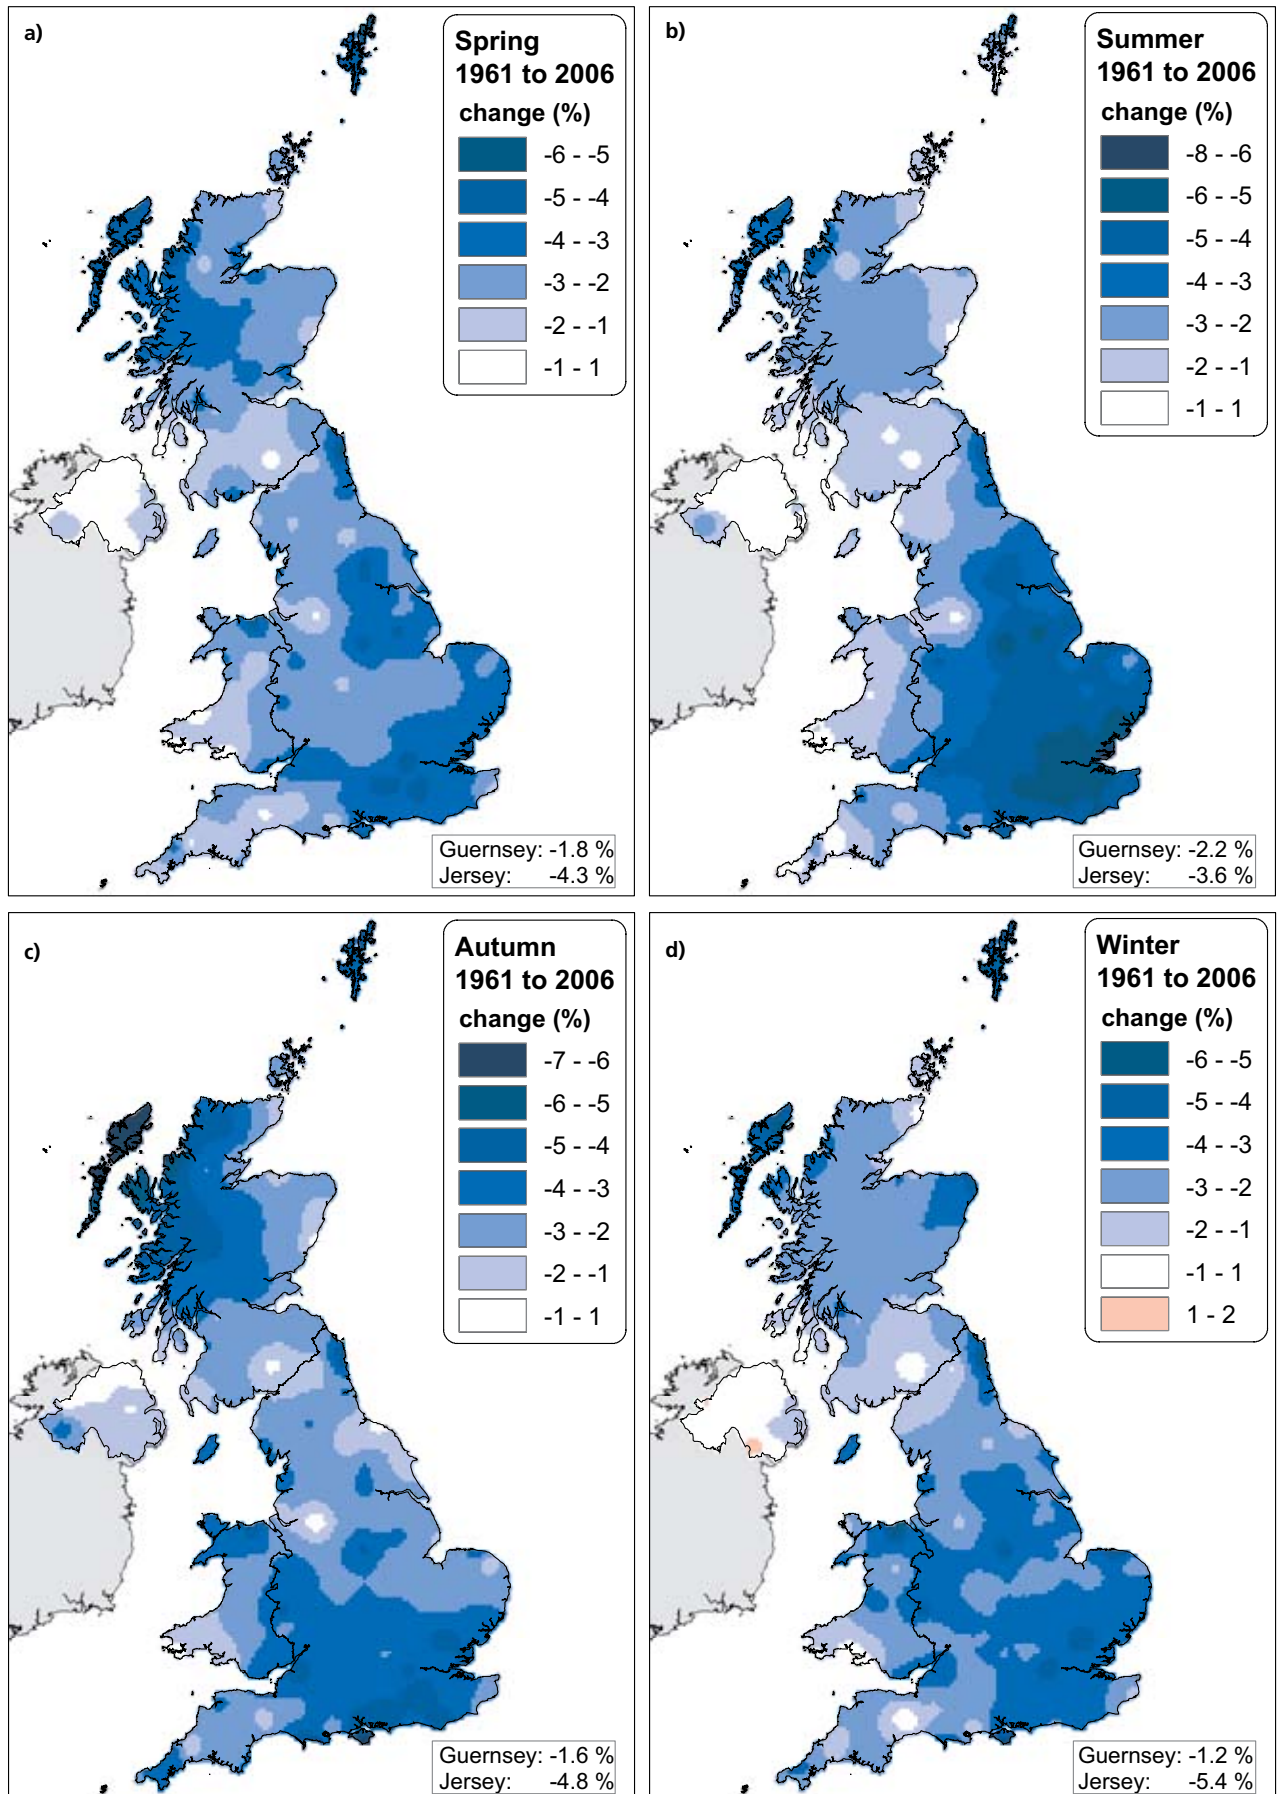 a)
Spring
1961 to 2006
change (%)
-6 - -5
-5 - -4
-4 - -3
-3 - -2
-2 - -1
-1 - 1
Guernsey: -1.8 %
Jersey: -4.3 %
b)
Summer
1961 to 2006
change (%)
-8 - -6
-6 - -5
-5 - -4
-4 - -3
-3 - -2
-2 - -1
-1 - 1
Guernsey: -2.2 %
Jersey: -3.6 %
c)
Autumn
1961 to 2006
change (%)
-7 - -6
-6 - -5
-5 - -4
-4 - -3
-3 - -2
-2 - -1
-1 - 1
Guernsey: -1.6 %
Jersey: -4.8 %
d)
Winter
1961 to 2006
change (%)
-6 - -5
-5 - -4
-4 - -3
-3 - -2
-2 - -1
-1 - 1
1 - 2
Guernsey: -1.2 %
Jersey: -5.4 %